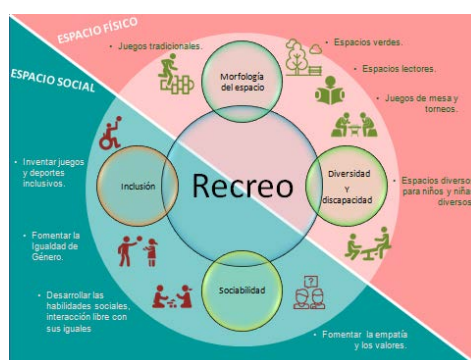 ESPACIO FÍSICO
ESPACIO SOCIAL
• Juegos tradicionales.
Morfología
del espacio
• Espacios verdes.
• Espacios lectores.
• Juegos de mesa y
torneos.
• Inventar juegos
y deportes
inclusivos.
Inclusión
Recreo
Diversidad
Y
discapacidad
• Espacios diverso
para niños y niña
diversos
• Fomentar la
Igualdad de
Género.
• Desarrollar las
habilidades sociales,
interacción libre con
sus iguales
Sociabilidad
?
• Fomentar la empatía
y los valores.